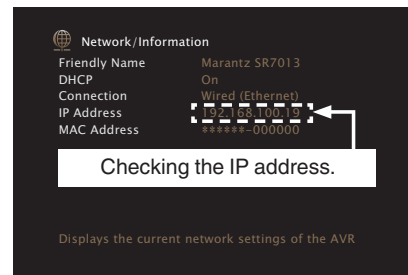 Network/Information
Friendly Name Marantz SR7013
DHCP On
Connection Wired (Ethernet)
IP Address 192.168.100.19
MAC Address ******-000000
Checking the IP address.
Displays the current network settings of the AVR